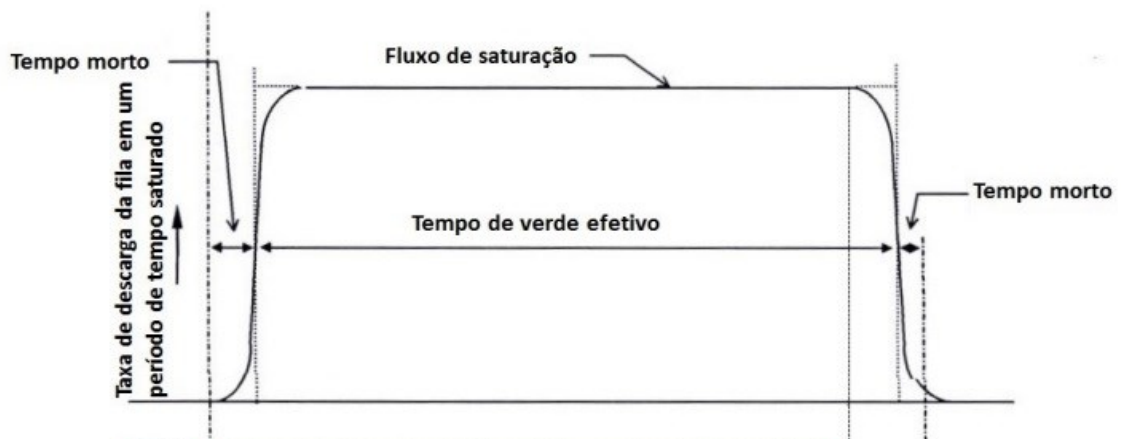 Tempo morto
Fluxo de saturação
Taxa de descarga da fila em um
período de tempo saturado
Tempo de verde efetivo
Tempo morto